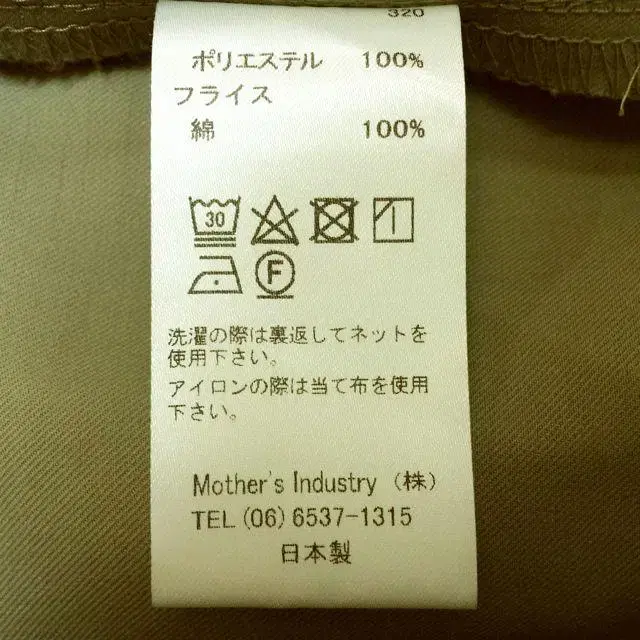 320
ポリエステル 100%
フライス
綿 100%
30
F
洗濯の際は裏返してネットを
使用下さい。
アイロンの際は当て布を使用
下さい。
Mother's Industry (株)
TEL(06)6537-1315
日本製